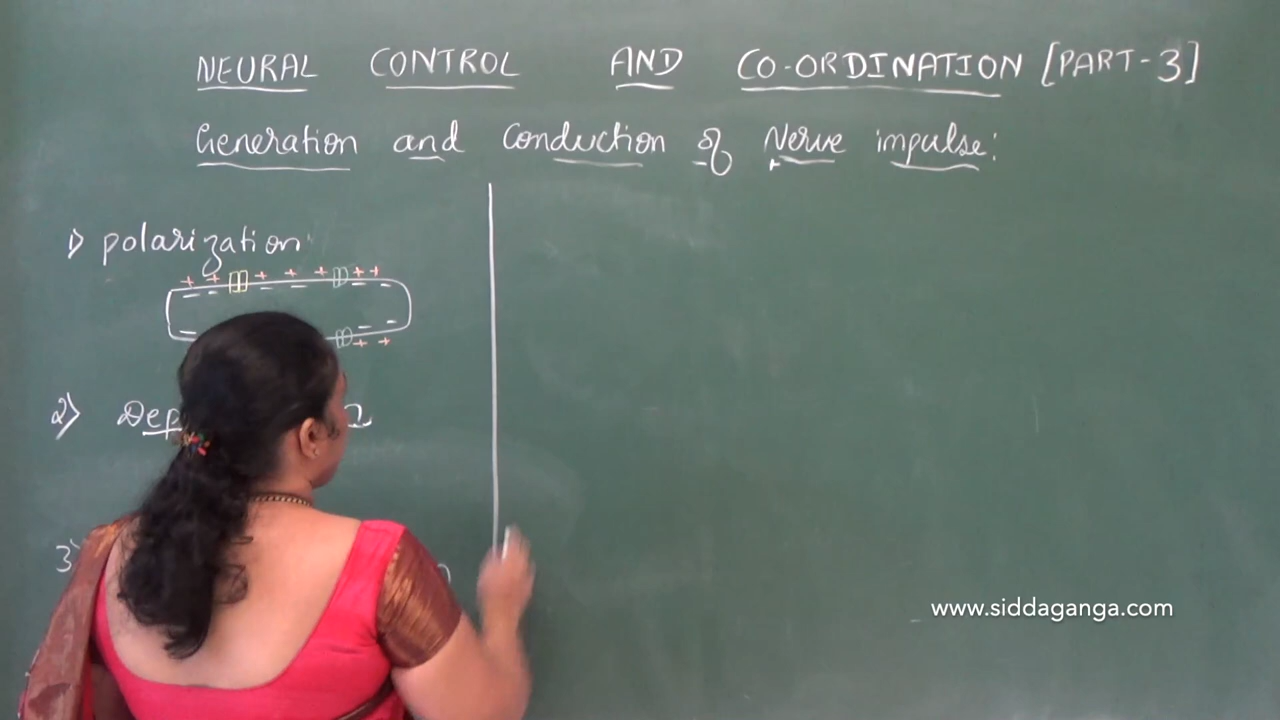 NEURAL CONTROL AND CO-ORDINATION [PART-3]
Generation and Conduction of Nerve impulse:
1) polarization
+ + + + + + +
- - - - - -
- - -
+ +
2)
3)
www.siddaganga.com